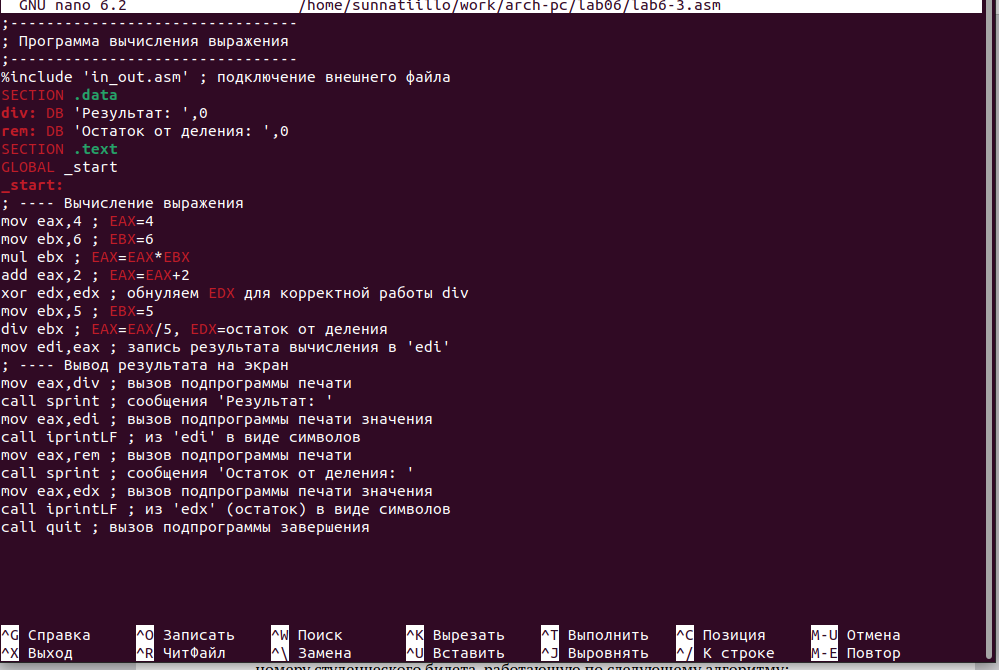 GNU nano 6.2 /home/sunnatiillo/work/arch-pc/lab06/lab6-3.asm
;--------------------------------
; Программа вычисления выражения
;--------------------------------
%include 'in_out.asm' ; подключение внешнего файла
SECTION .data
div: DB 'Результат: ',0
rem: DB 'Остаток от деления: ',0
SECTION .text
GLOBAL _start
_start:
; ---- Вычисление выражения
mov eax,4 ; EAX=4
mov ebx,6 ; EBX=6
mul ebx ; EAX=EAX*EBX
add eax,2 ; EAX=EAX+2
xor edx,edx ; обнуляем EDX для корректной работы div
mov ebx,5 ; EBX=5
div ebx ; EAX=EAX/5, EDX=остаток от деления
mov edi,eax ; запись результата вычисления в 'edi'
; ---- Вывод результата на экран
mov eax,div ; вызов подпрограммы печати
call sprint ; сообщения 'Результат: '
mov eax,edi ; вызов подпрограммы печати значения
call iprintLF ; из 'edi' в виде символов
mov eax,rem ; вызов подпрограммы печати
call sprint ; сообщения 'Остаток от деления: '
mov eax,edx ; вызов подпрограммы печати значения
call iprintLF ; из 'edx' (остаток) в виде символов
call quit ; вызов подпрограммы завершения
^G Справка ^O Записать ^W Поиск ^K Вырезать ^T Выполнить ^C Позиция M-U Отмена
^X Выход ^R ЧитФайл ^\ Замена ^U Вставить ^J Выровнять ^/ К строке M-E Повтор
номеру студенческого билета, работающую по следующему алгоритму: